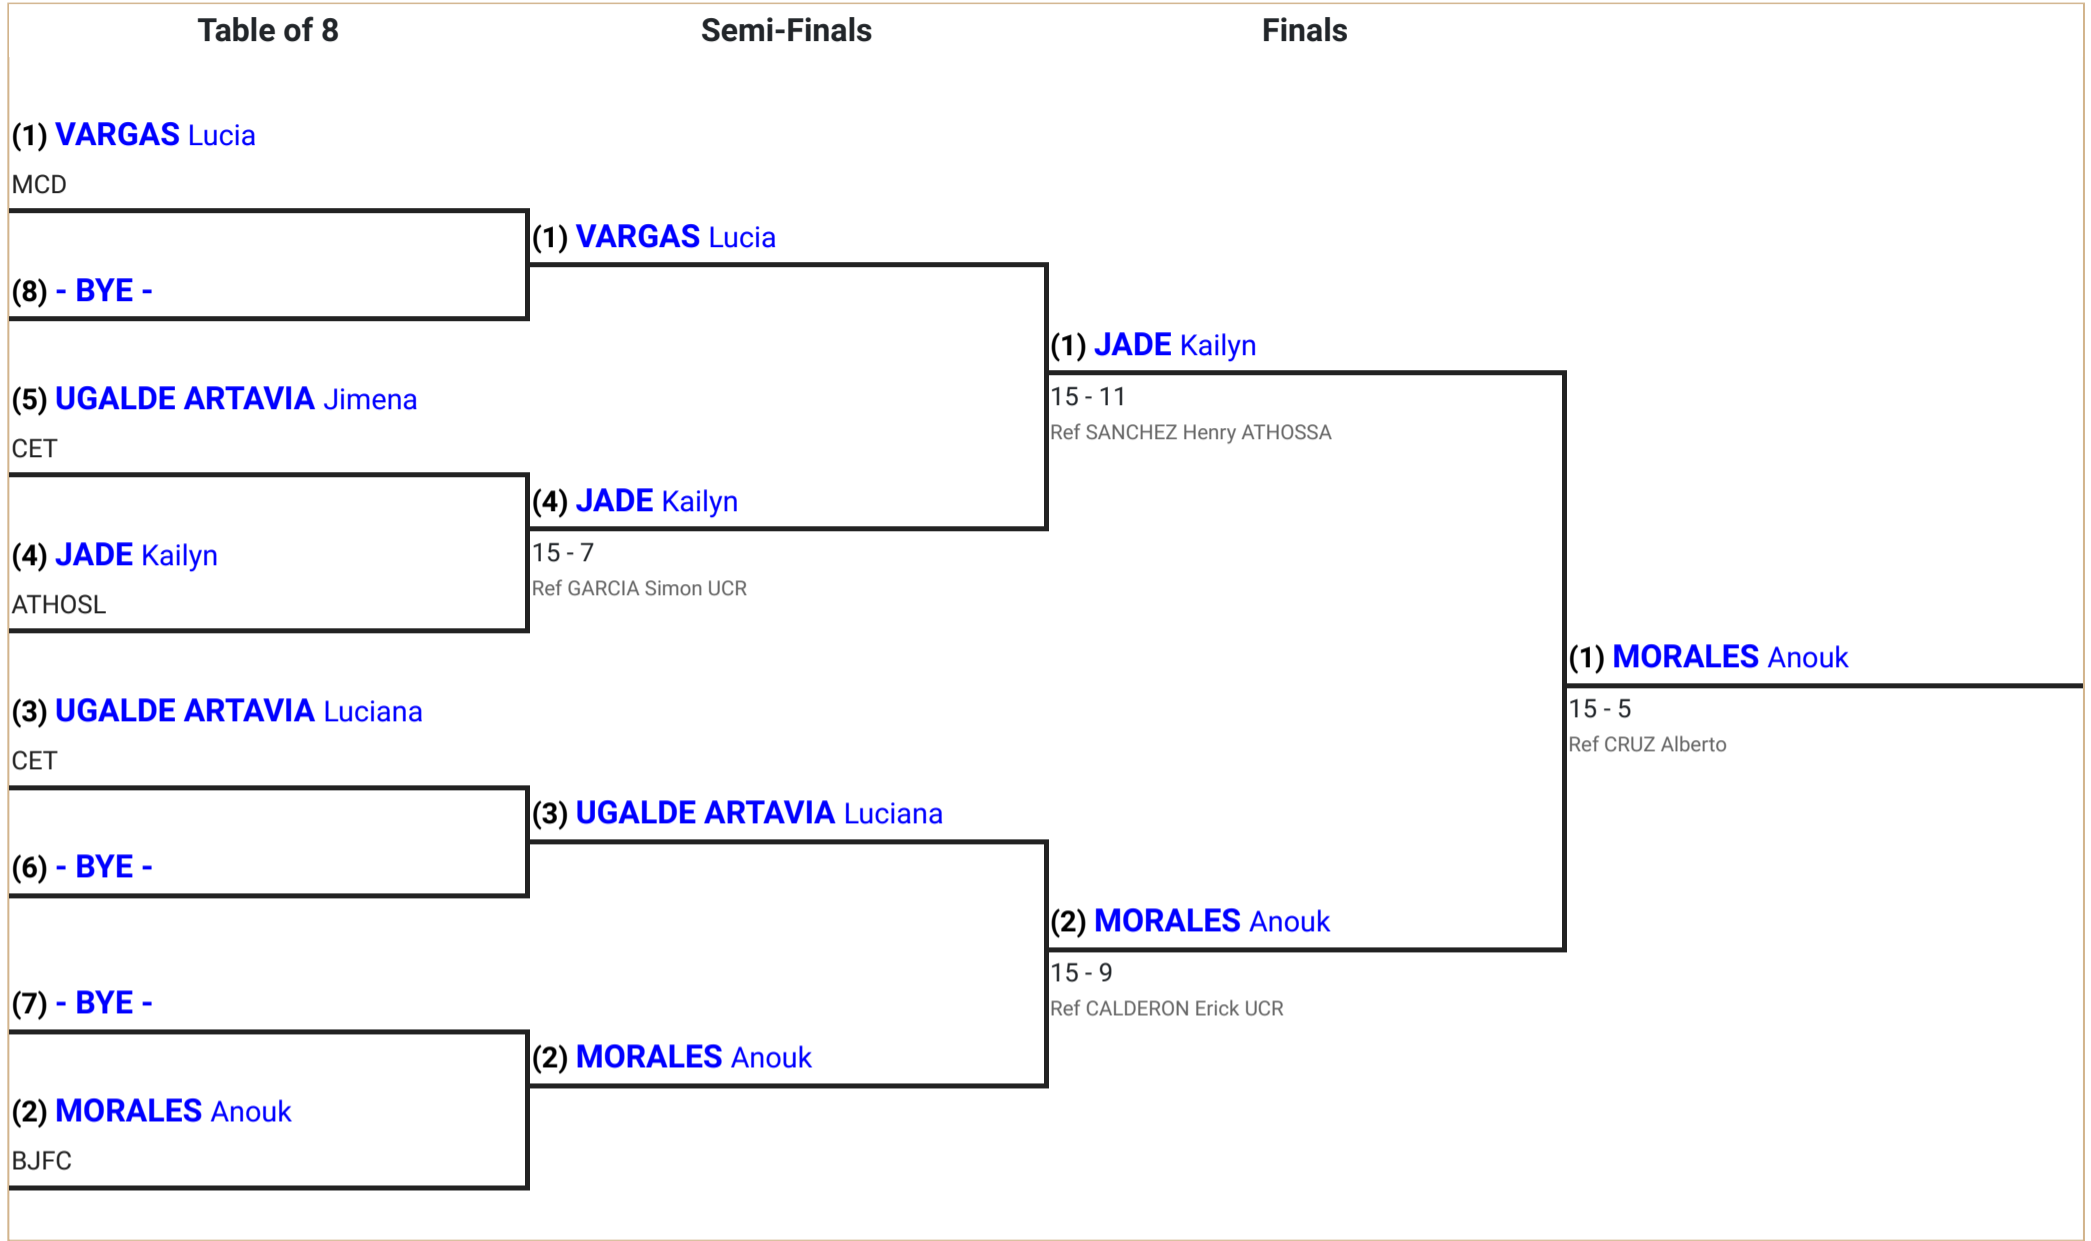 Table of 8
Semi-Finals
Finals
(1) VARGAS Lucia
MCD
(8) - BYE -
(5) UGALDE ARTAVIA Jimena
CET
(4) JADE Kailyn
ATHOSL
(3) UGALDE ARTAVIA Luciana
CET
(6) - BYE -
(7) - BYE -
(2) MORALES Anouk
BJFC
(1) VARGAS Lucia
(4) JADE Kailyn
15 - 7
Ref GARCIA Simon UCR
(3) UGALDE ARTAVIA Luciana
(2) MORALES Anouk
(1) JADE Kailyn
15 - 11
Ref SANCHEZ Henry ATHOSSA
(2) MORALES Anouk
15 - 9
Ref CALDERON Erick UCR
(1) MORALES Anouk
15 - 5
Ref CRUZ Alberto